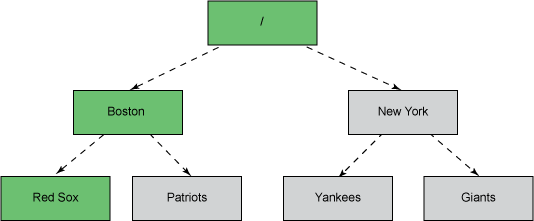 /
Boston
New York
Red Sox
Patriots
Yankees
Giants